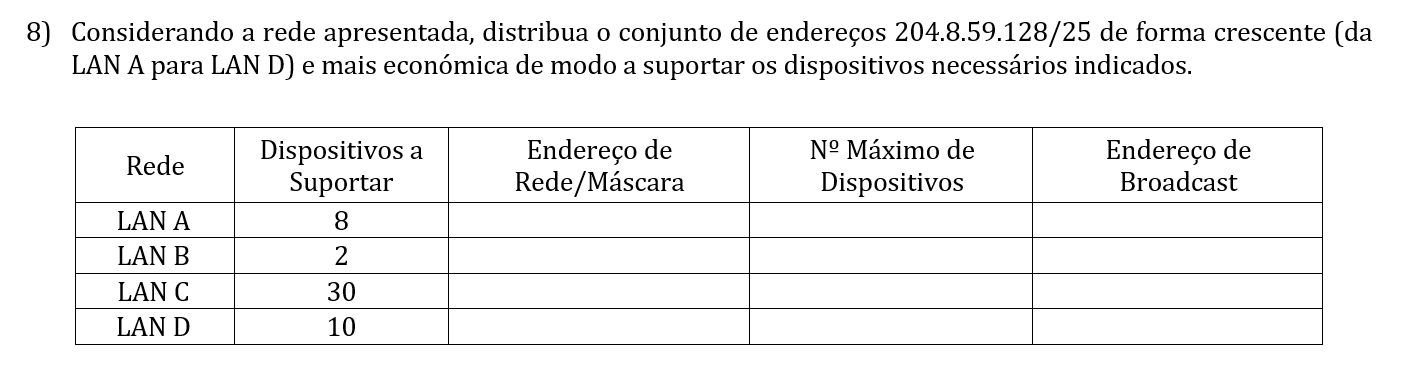 8) Considerando a rede apresentada, distribua o conjunto de endereços 204.8.59.128/25 de forma crescente (da
LAN A para LAN D) e mais económica de modo a suportar os dispositivos necessários indicados.
Rede
Dispositivos a
Suportar
Endereço de
Rede/Máscara
Nº Máximo de
Dispositivos
Endereço de
Broadcast
LAN A 8
LAN B 2
LAN C 30
LAN D 10